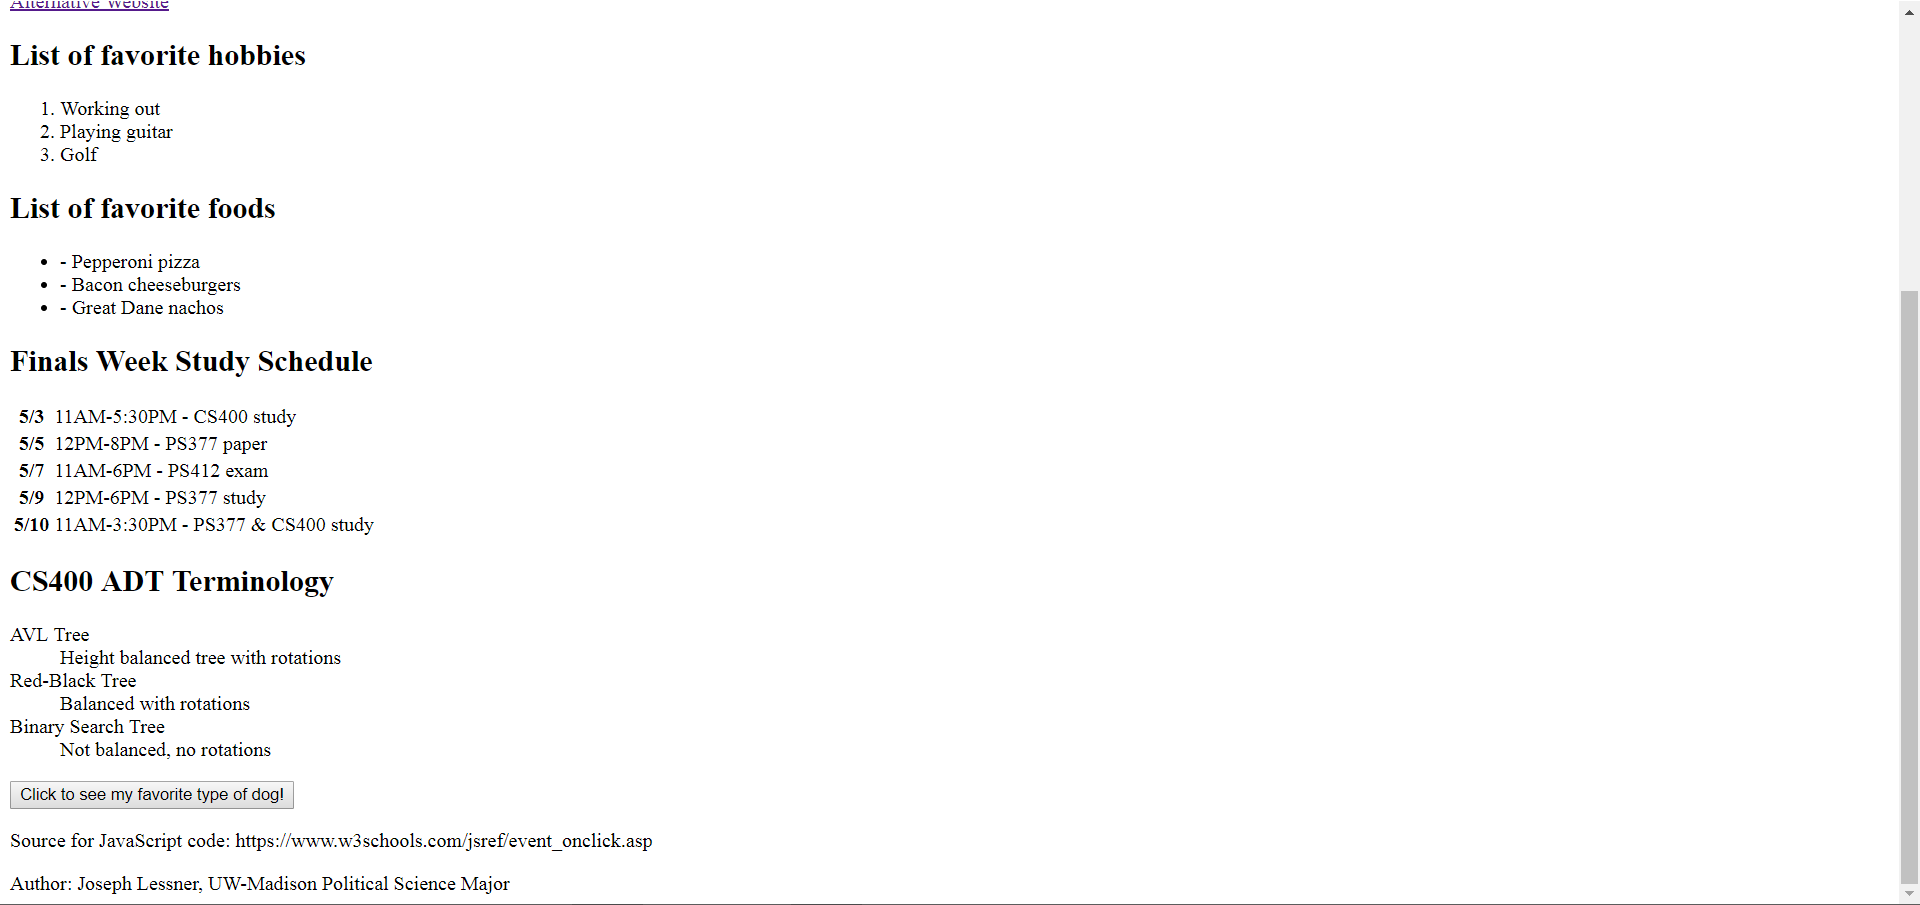 Alternative Website
List of favorite hobbies
1. Working out
2. Playing guitar
3. Golf
List of favorite foods
• - Pepperoni pizza
• - Bacon cheeseburgers
• - Great Dane nachos
Finals Week Study Schedule
5/3 11AM-5:30PM - CS400 study
5/5 12PM-8PM - PS377 paper
5/7 11AM-6PM - PS412 exam
5/9 12PM-6PM - PS377 study
5/10 11AM-3:30PM - PS377 & CS400 study
CS400 ADT Terminology
AVL Tree
Height balanced tree with rotations
Red-Black Tree
Balanced with rotations
Binary Search Tree
Not balanced, no rotations
Click to see my favorite type of dog!
Source for JavaScript code: https://www.w3schools.com/jsref/event_onclick.asp
Author: Joseph Lessner, UW-Madison Political Science Major